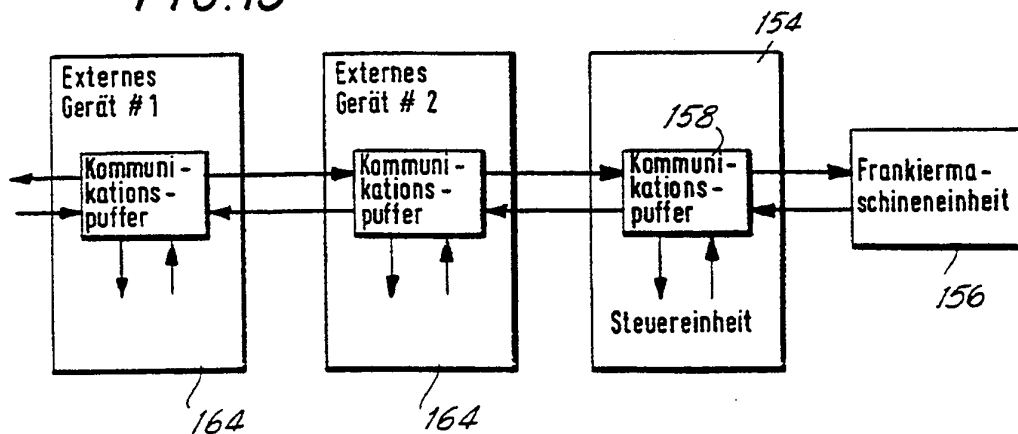 154
Externes
Gerät # 1
Kommuni-
kations-
puffer
164
Externes
Gerät # 2
Kommuni-
kations-
puffer
164
158
Kommuni-
kations-
puffer
Steuereinheit
Frankierma-
schineneinheit
156